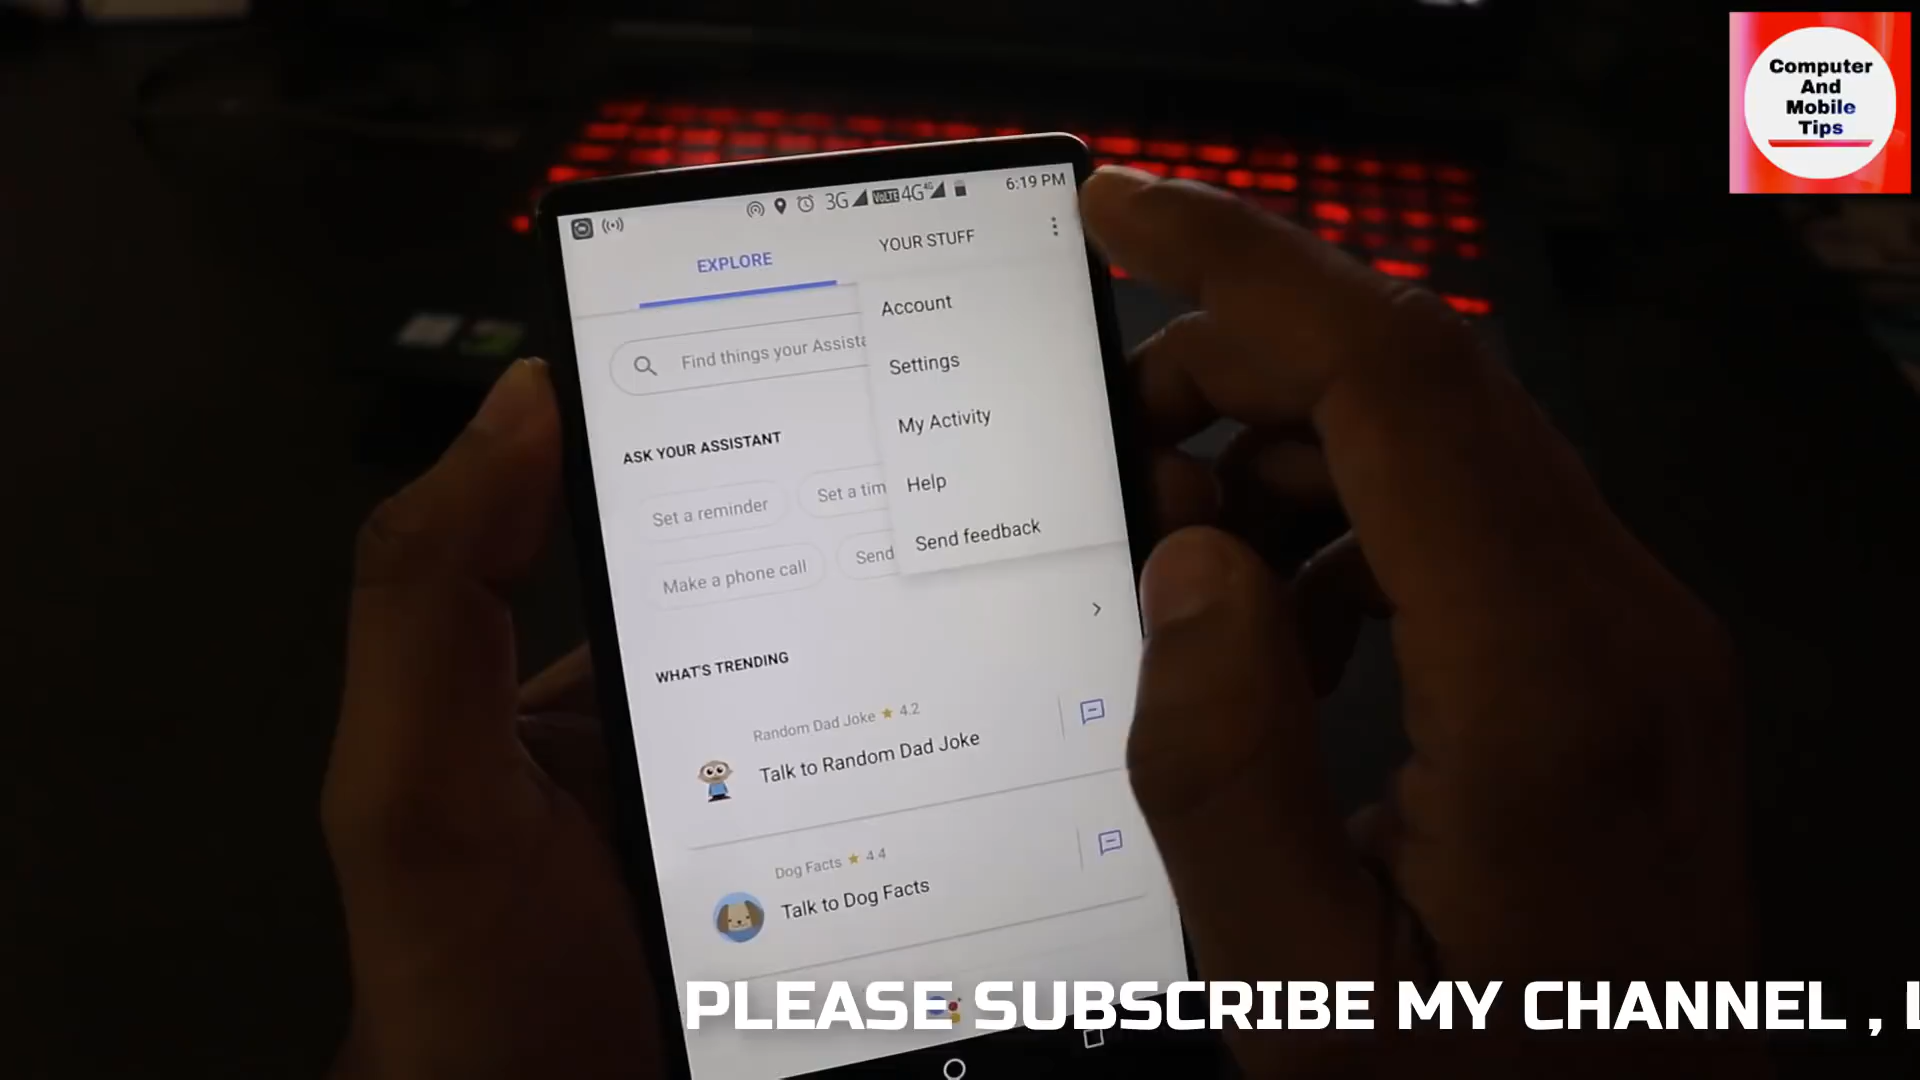 Computer
And
Mobile
Tips
3G VoLTE 4G 4G 6:19 PM
EXPLORE
YOUR STUFF
Account
Find things your Assista
Settings
My Activity
ASK YOUR ASSISTANT
Help
Set a reminder
Set a tim
Send feedback
Make a phone call
Send
WHAT'S TRENDING
Random Dad Joke ★ 4.2
Talk to Random Dad Joke
Dog Facts ★ 4.4
Talk to Dog Facts
PLEASE SUBSCRIBE MY CHANNEL ,